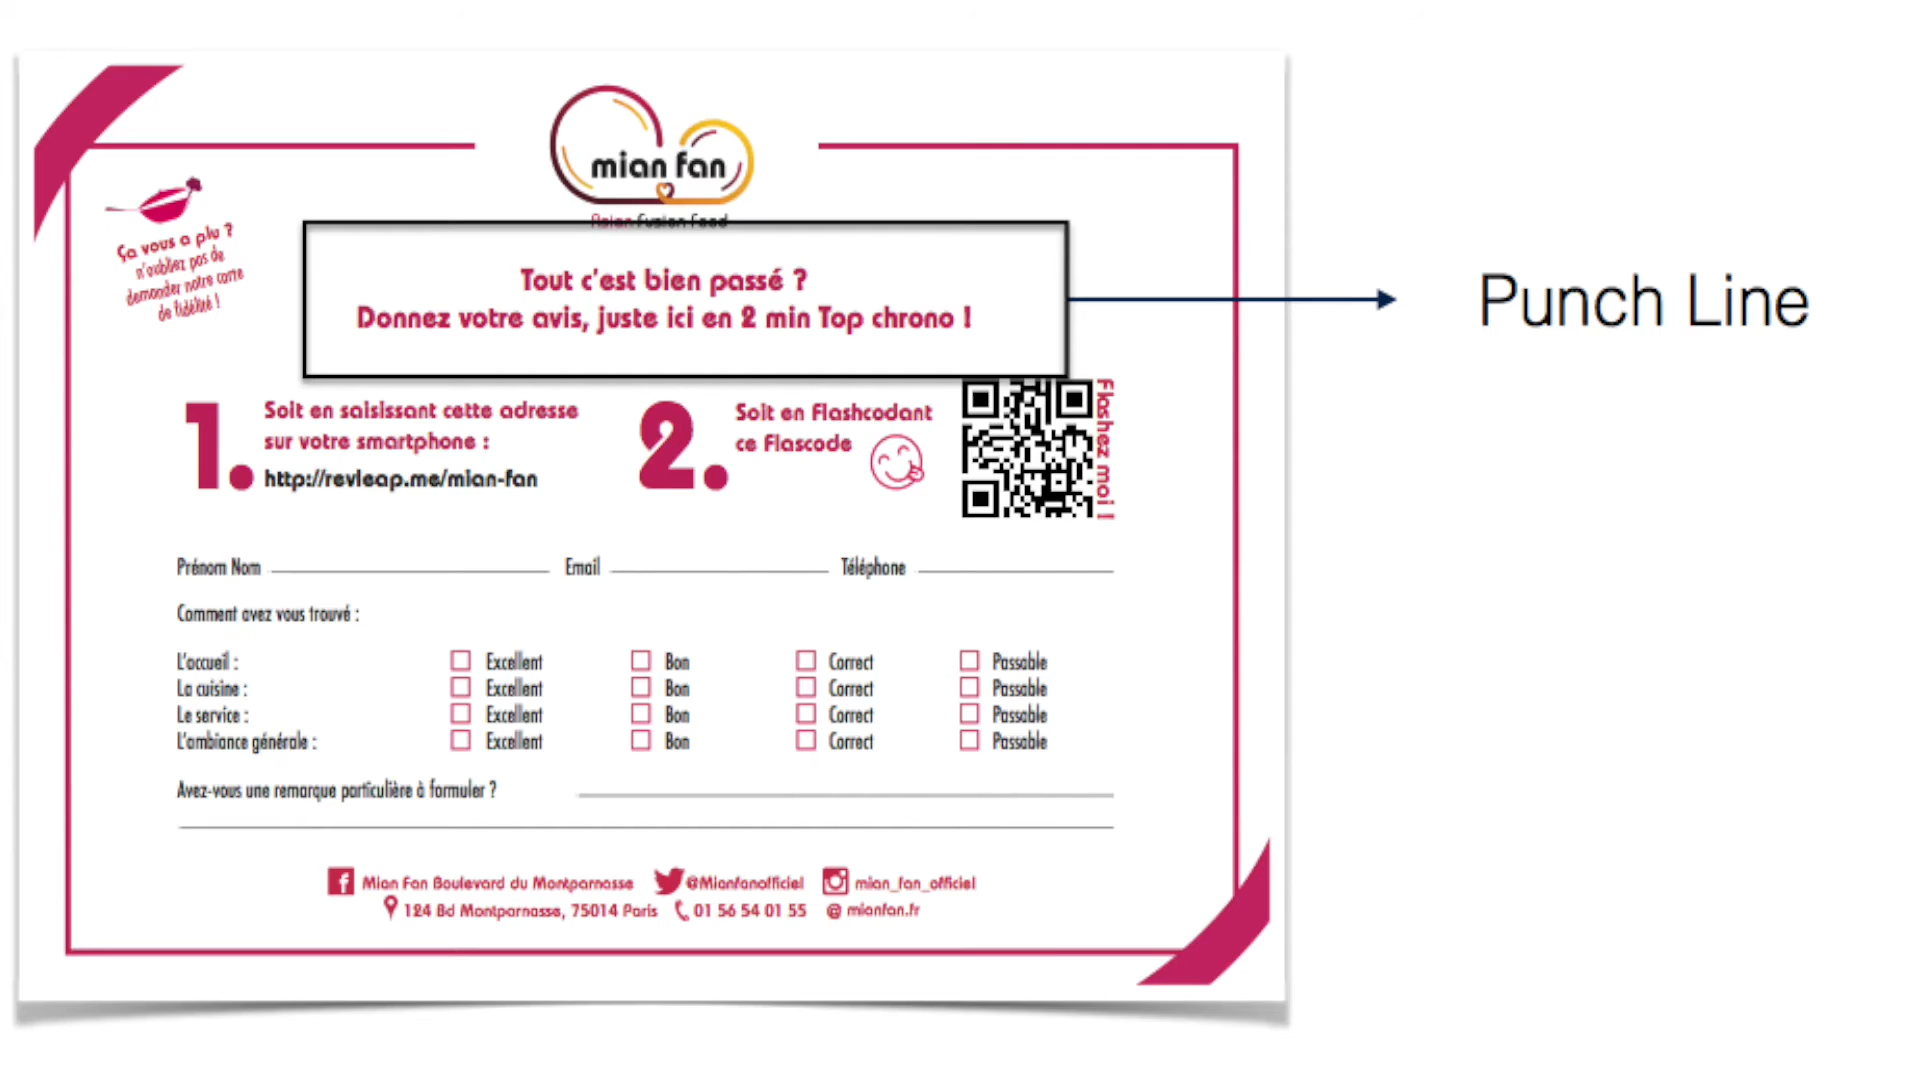 mian fan
Asian Fusion Food
Ça vous a plu ?
n'oubliez pas de
demander notre carte
de fidélité !
Tout c'est bien passé ?
Donnez votre avis, juste ici en 2 min Top chrono !
Punch Line
1. Soit en saisissant cette adresse
sur votre smartphone :
http://revleap.me/mian-fan
2. Soit en Flashcodant
ce Flascode
Flashez moi !
Prénom Nom Email Téléphone
Comment avez vous trouvé :
L'accueil : Excellent Bon Correct Passable
La cuisine : Excellent Bon Correct Passable
Le service : Excellent Bon Correct Passable
L'ambiance générale : Excellent Bon Correct Passable
Avez-vous une remarque particulière à formuler ?
Mian Fan Boulevard du Montparnasse @Mianfanofficiel mian_fan_officiel
124 Bd Montparnasse, 75014 Paris 01 56 54 01 55 @ mianfan.fr